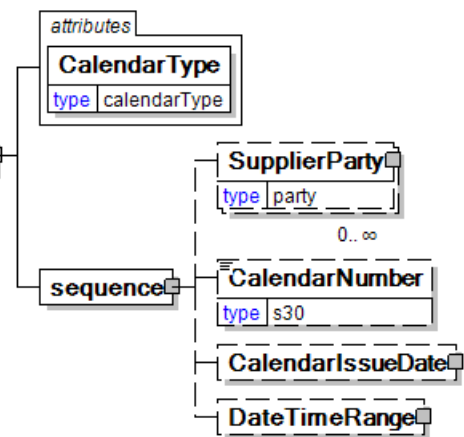 attributes
CalendarType
type calendarType
SupplierParty
type party
0.. ∞
sequence
CalendarNumber
type s30
CalendarIssueDate
DateTimeRange